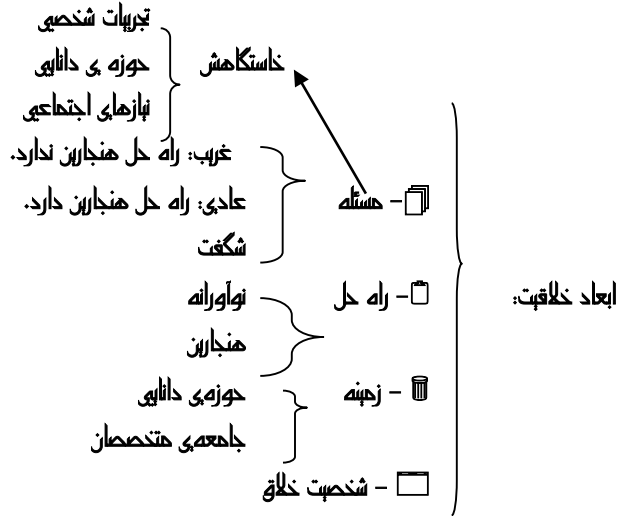 ابعاد خلاقیت:
- مسئله
خاستگاهش
تجربیات شخصی
حوزه ی دانایی
نیازهای اجتماعی
غریب: راه حل هنجارین ندارد.
عادی: راه حل هنجارین دارد.
شگفت
- راه حل
نوآورانه
هنجارین
- زمینه
حوزه‌ی دانایی
جامعه‌ی متخصصان
- شخصیت خلاق